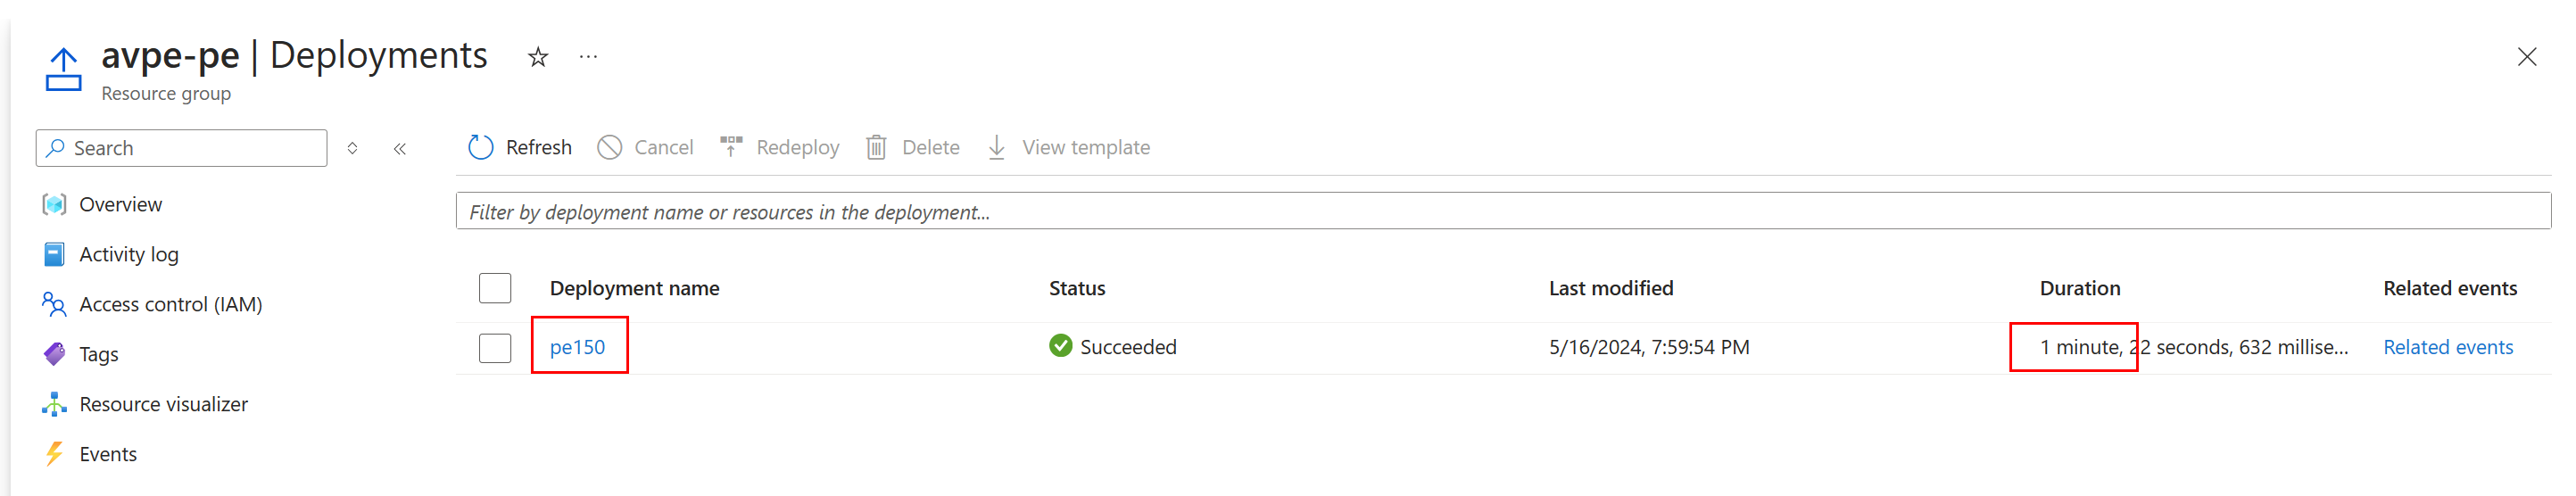 avpe-pe | Deployments
Resource group
Search
Refresh Cancel Redeploy Delete View template
Filter by deployment name or resources in the deployment...
Overview
Activity log
Access control (IAM)
Tags
Resource visualizer
Events
Deployment name Status Last modified Duration Related events
pe150 Succeeded 5/16/2024, 7:59:54 PM 1 minute, 22 seconds, 632 millise... Related events